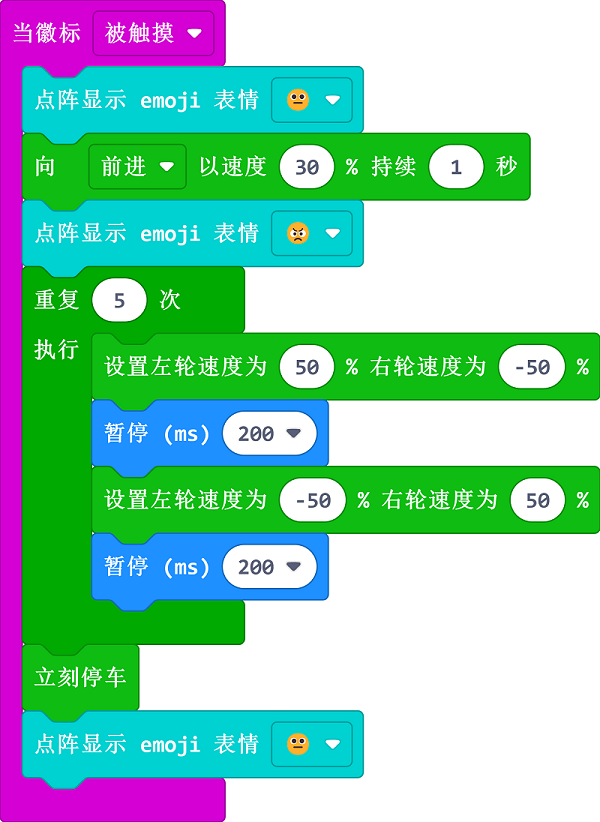 当徽标 被触摸
点阵显示 emoji 表情
向 前进 以速度 30 % 持续 1 秒
点阵显示 emoji 表情
重复 5 次
执行
设置左轮速度为 50 % 右轮速度为 -50 %
暂停 (ms) 200
设置左轮速度为 -50 % 右轮速度为 50 %
暂停 (ms) 200
立刻停车
点阵显示 emoji 表情